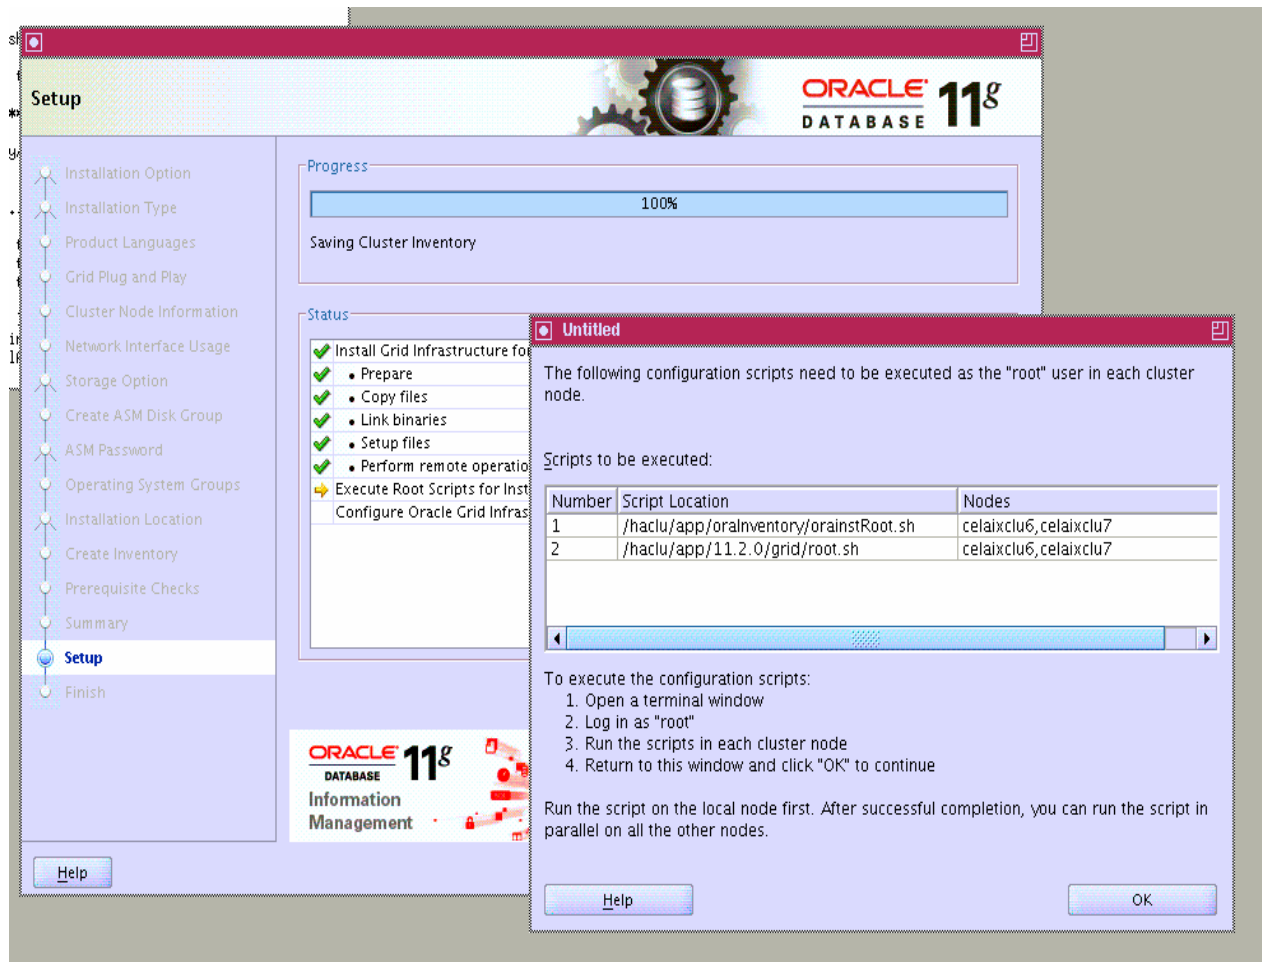 sh
Setup
ORACLE 11g
DATABASE
Installation Option
Installation Type
Product Languages
Grid Plug and Play
Cluster Node Information
Network Interface Usage
Storage Option
Create ASM Disk Group
ASM Password
Operating System Groups
Installation Location
Create Inventory
Prerequisite Checks
Summary
Setup
Finish
Help
Progress
100%
Saving Cluster Inventory
Status
Install Grid Infrastructure fo
• Prepare
• Copy files
• Link binaries
• Setup files
• Perform remote operatio
Execute Root Scripts for Inst
Configure Oracle Grid Infras
ORACLE 11g
DATABASE
Information
Management
Untitled
The following configuration scripts need to be executed as the "root" user in each cluster
node.
Scripts to be executed:
Number Script Location Nodes
1 /haclu/app/oraInventory/orainstRoot.sh celaixclu6,celaixclu7
2 /haclu/app/11.2.0/grid/root.sh celaixclu6,celaixclu7
To execute the configuration scripts:
1. Open a terminal window
2. Log in as "root"
3. Run the scripts in each cluster node
4. Return to this window and click "OK" to continue
Run the script on the local node first. After successful completion, you can run the script in
parallel on all the other nodes.
Help
OK